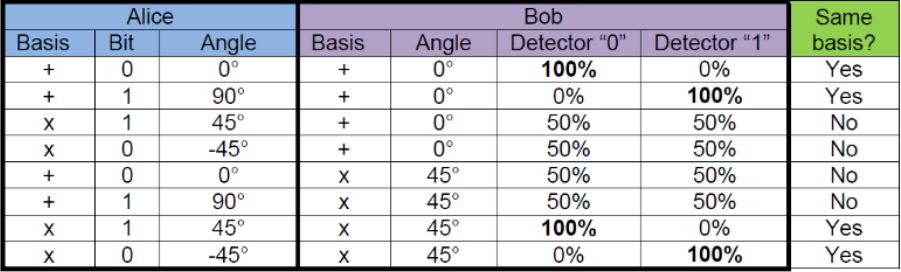 Alice Bob Same
Basis Bit Angle Basis Angle Detector “0” Detector “1” basis?
+ 0 0° + 0° 100% 0% Yes
+ 1 90° + 0° 0% 100% Yes
x 1 45° + 0° 50% 50% No
x 0 -45° + 0° 50% 50% No
+ 0 0° x 45° 50% 50% No
+ 1 90° x 45° 50% 50% No
x 1 45° x 45° 100% 0% Yes
x 0 -45° x 45° 0% 100% Yes